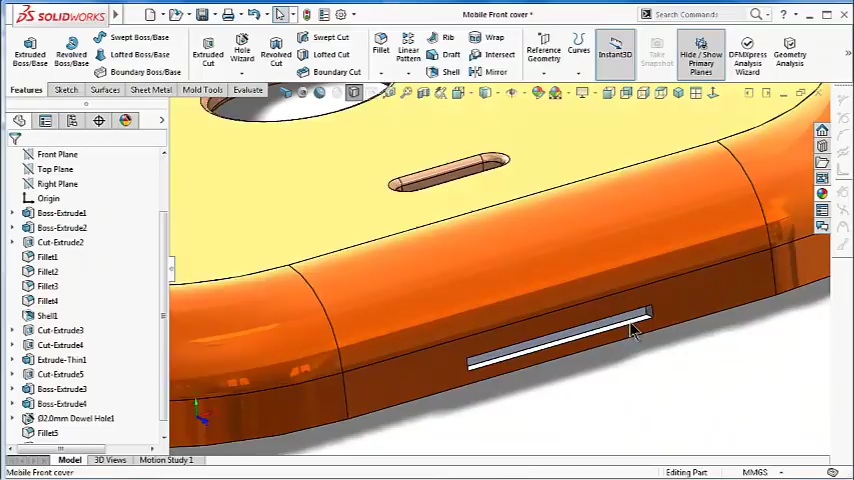 SOLIDWORKS
Mobile Front cover *
Search Commands
Extruded Boss/Base
Revolved Boss/Base
Swept Boss/Base
Lofted Boss/Base
Boundary Boss/Base
Extruded Cut
Hole Wizard
Revolved Cut
Swept Cut
Lofted Cut
Boundary Cut
Fillet
Linear Pattern
Rib
Draft
Shell
Wrap
Intersect
Mirror
Reference Geometry
Curves
Instant3D
Take Snapshot
Hide / Show Primary Planes
DFMXpress Analysis Wizard
Geometry Analysis
Features
Sketch
Surfaces
Sheet Metal
Mold Tools
Evaluate
Front Plane
Top Plane
Right Plane
Origin
Boss-Extrude1
Boss-Extrude2
Cut-Extrude2
Fillet1
Fillet2
Fillet3
Fillet4
Shell1
Cut-Extrude3
Cut-Extrude4
Extrude-Thin1
Cut-Extrude5
Boss-Extrude3
Boss-Extrude4
Ø2.0mm Dowel Hole1
Fillet5
Model
3D Views
Motion Study 1
Mobile Front cover
Editing Part
MMGS